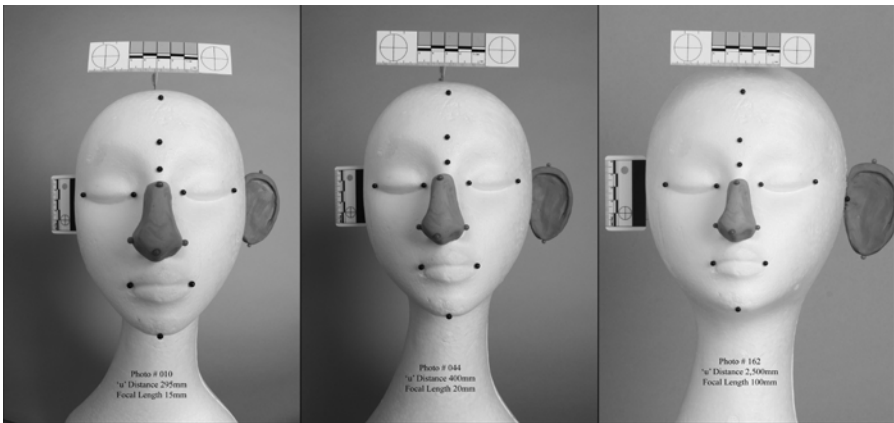 Photo # 010
'u' Distance 295mm
Focal Length 15mm
Photo # 044
'u' Distance 400mm
Focal Length 20mm
Photo # 162
'u' Distance 2,500mm
Focal Length 100mm